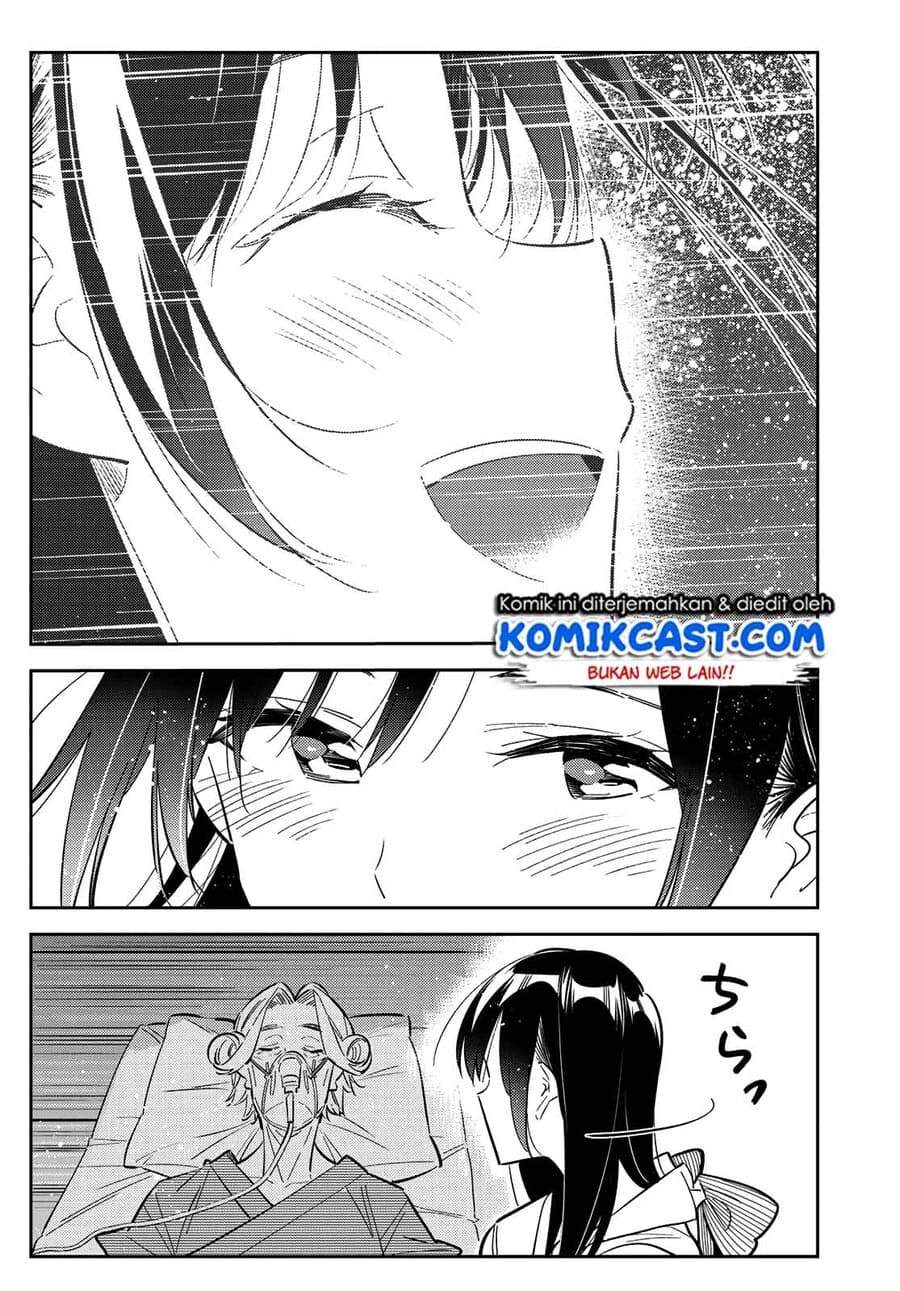 Komik ini diterjemahkan & diedit oleh
KOMIKCAST.COM
BUKAN WEB LAIN!!
ちらっ